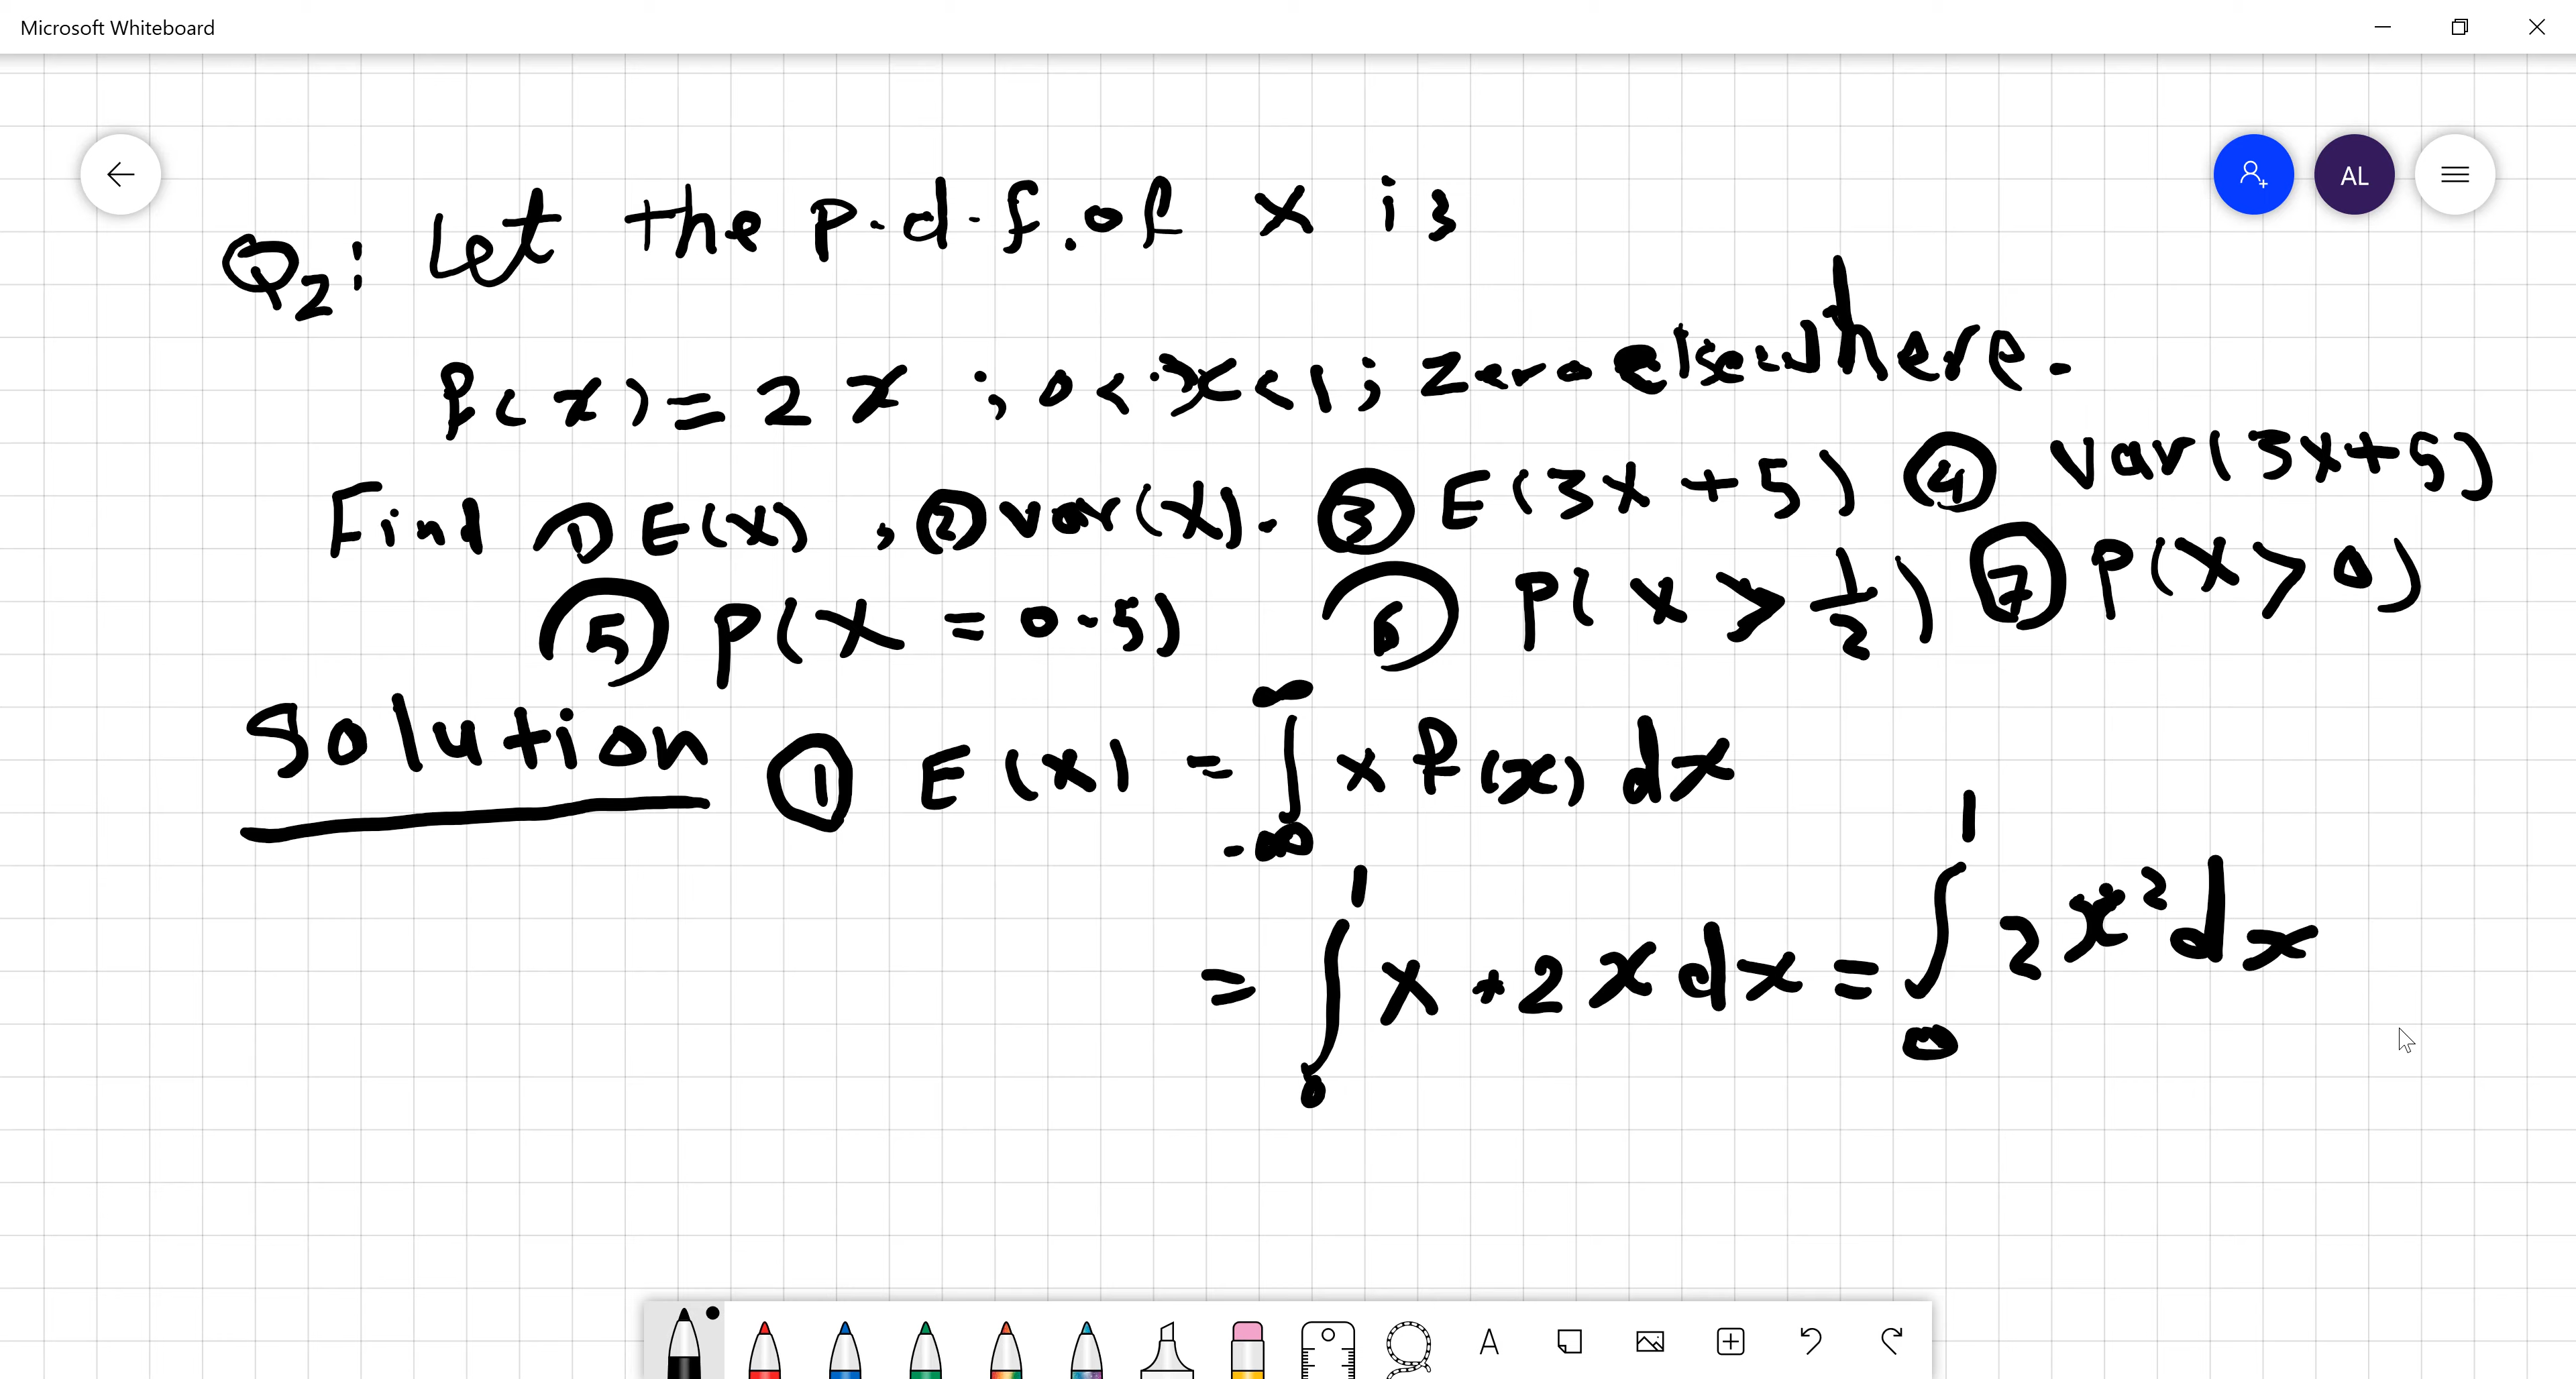 Microsoft Whiteboard
AL
Q2: Let the p.d.f. of X is
f(x) = 2x ; 0 < x < 1 ; zero elsewhere.
Find ① E(X) , ② var(X). ③ E(3X + 5) ④ var(3X+5)
⑤ P(X = 0.5) ⑥ P(X > 1/2) ⑦ P(X > 0)
Solution ① E(X) = ∫_{-∞}^{∞} x f(x) dx
= ∫_0^1 x * 2x dx = ∫_0^1 2x² dx